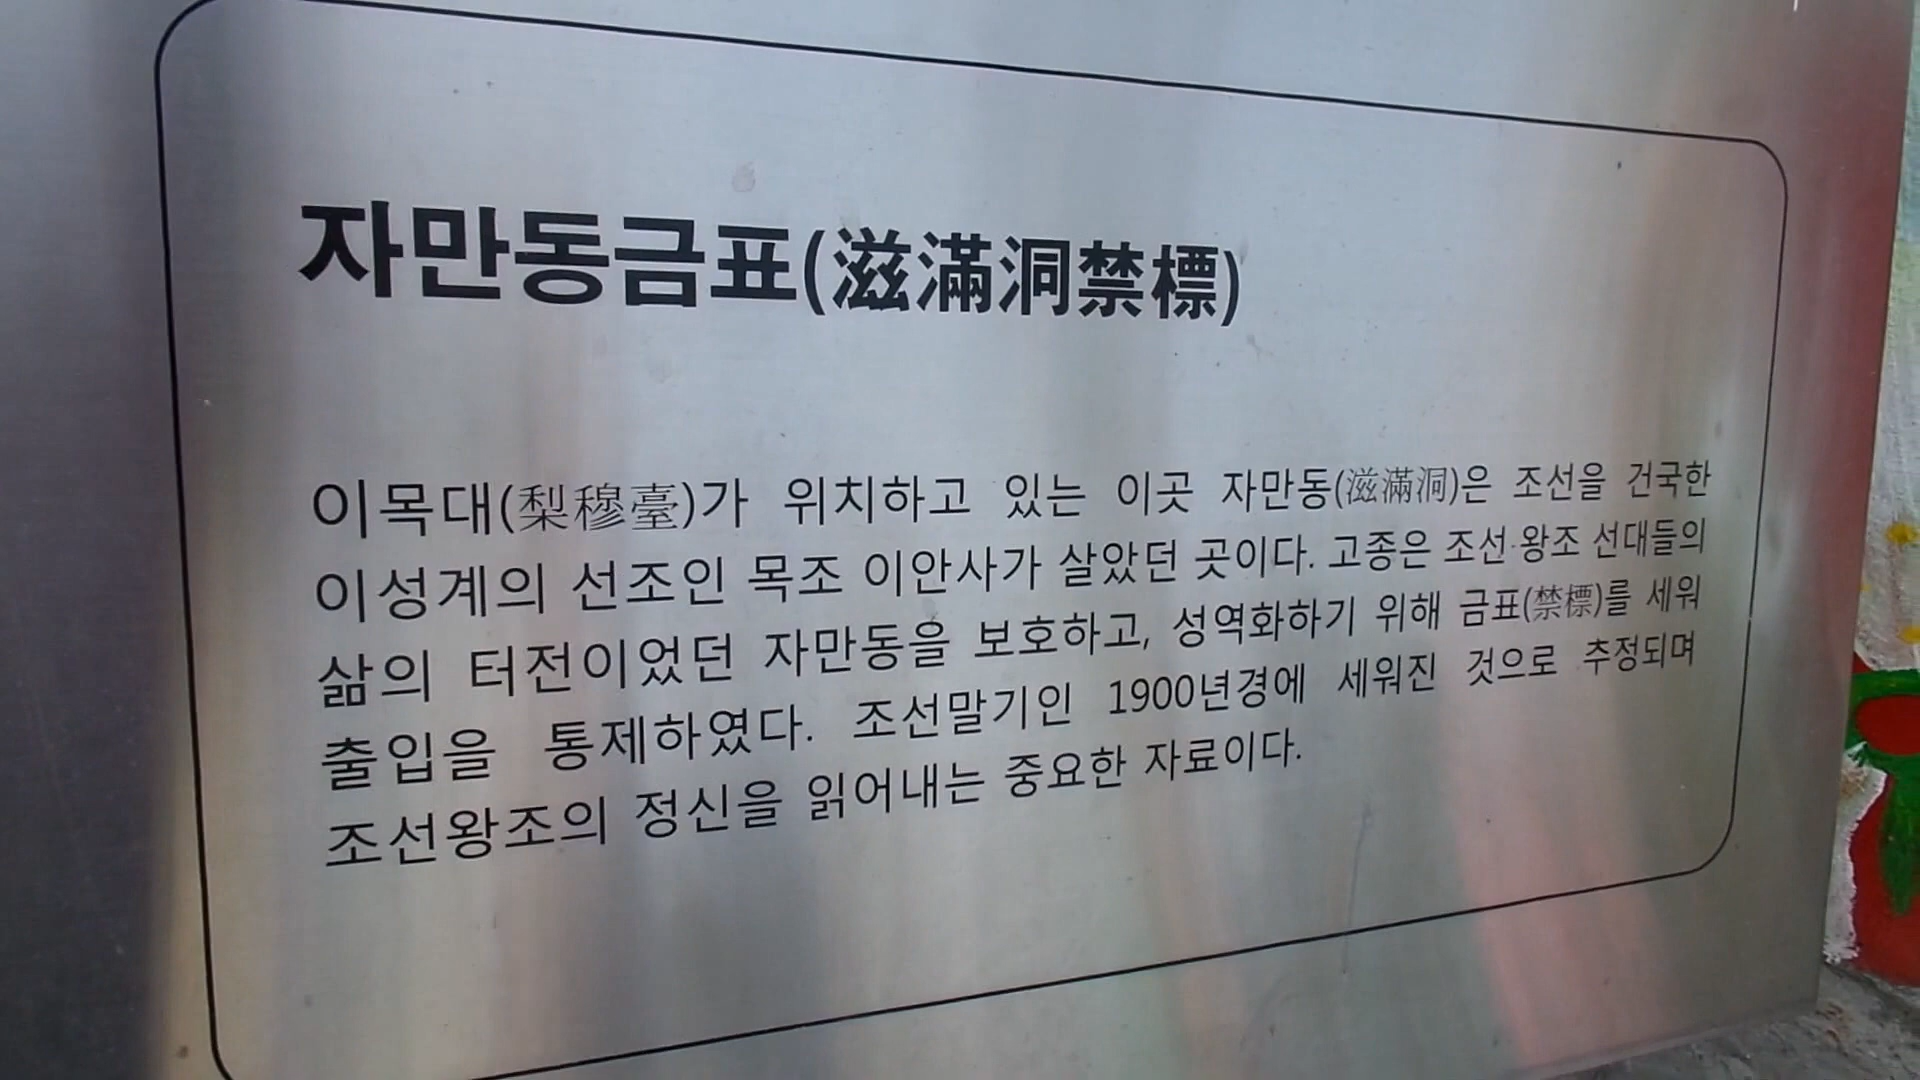 자만동금표(滋滿洞禁標)
이목대(梨穆臺)가 위치하고 있는 이곳 자만동(滋滿洞)은 조선을 건국한
이성계의 선조인 목조 이안사가 살았던 곳이다. 고종은 조선 왕조 선대들의
삶의 터전이었던 자만동을 보호하고, 성역화하기 위해 금표(禁標)를 세워
출입을 통제하였다. 조선말기인 1900년경에 세워진 것으로 추정되며
조선왕조의 정신을 읽어내는 중요한 자료이다.